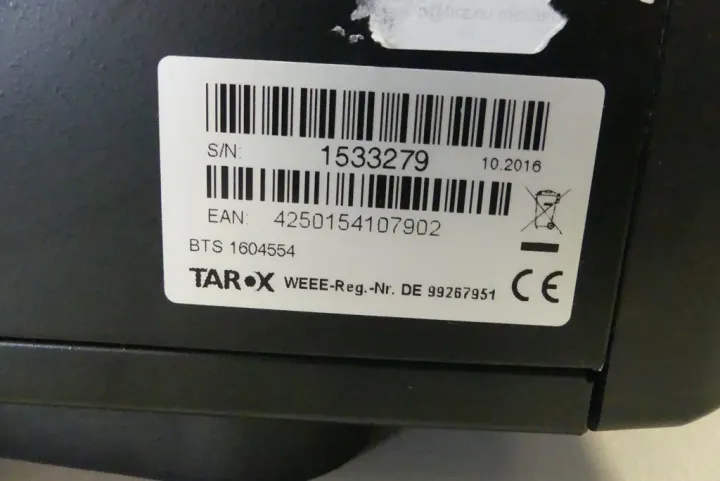 S/N: 1533279 10.2016
EAN: 4250154107902
BTS 1604554
TAROX WEEE-Reg.-Nr. DE 99267951 CE